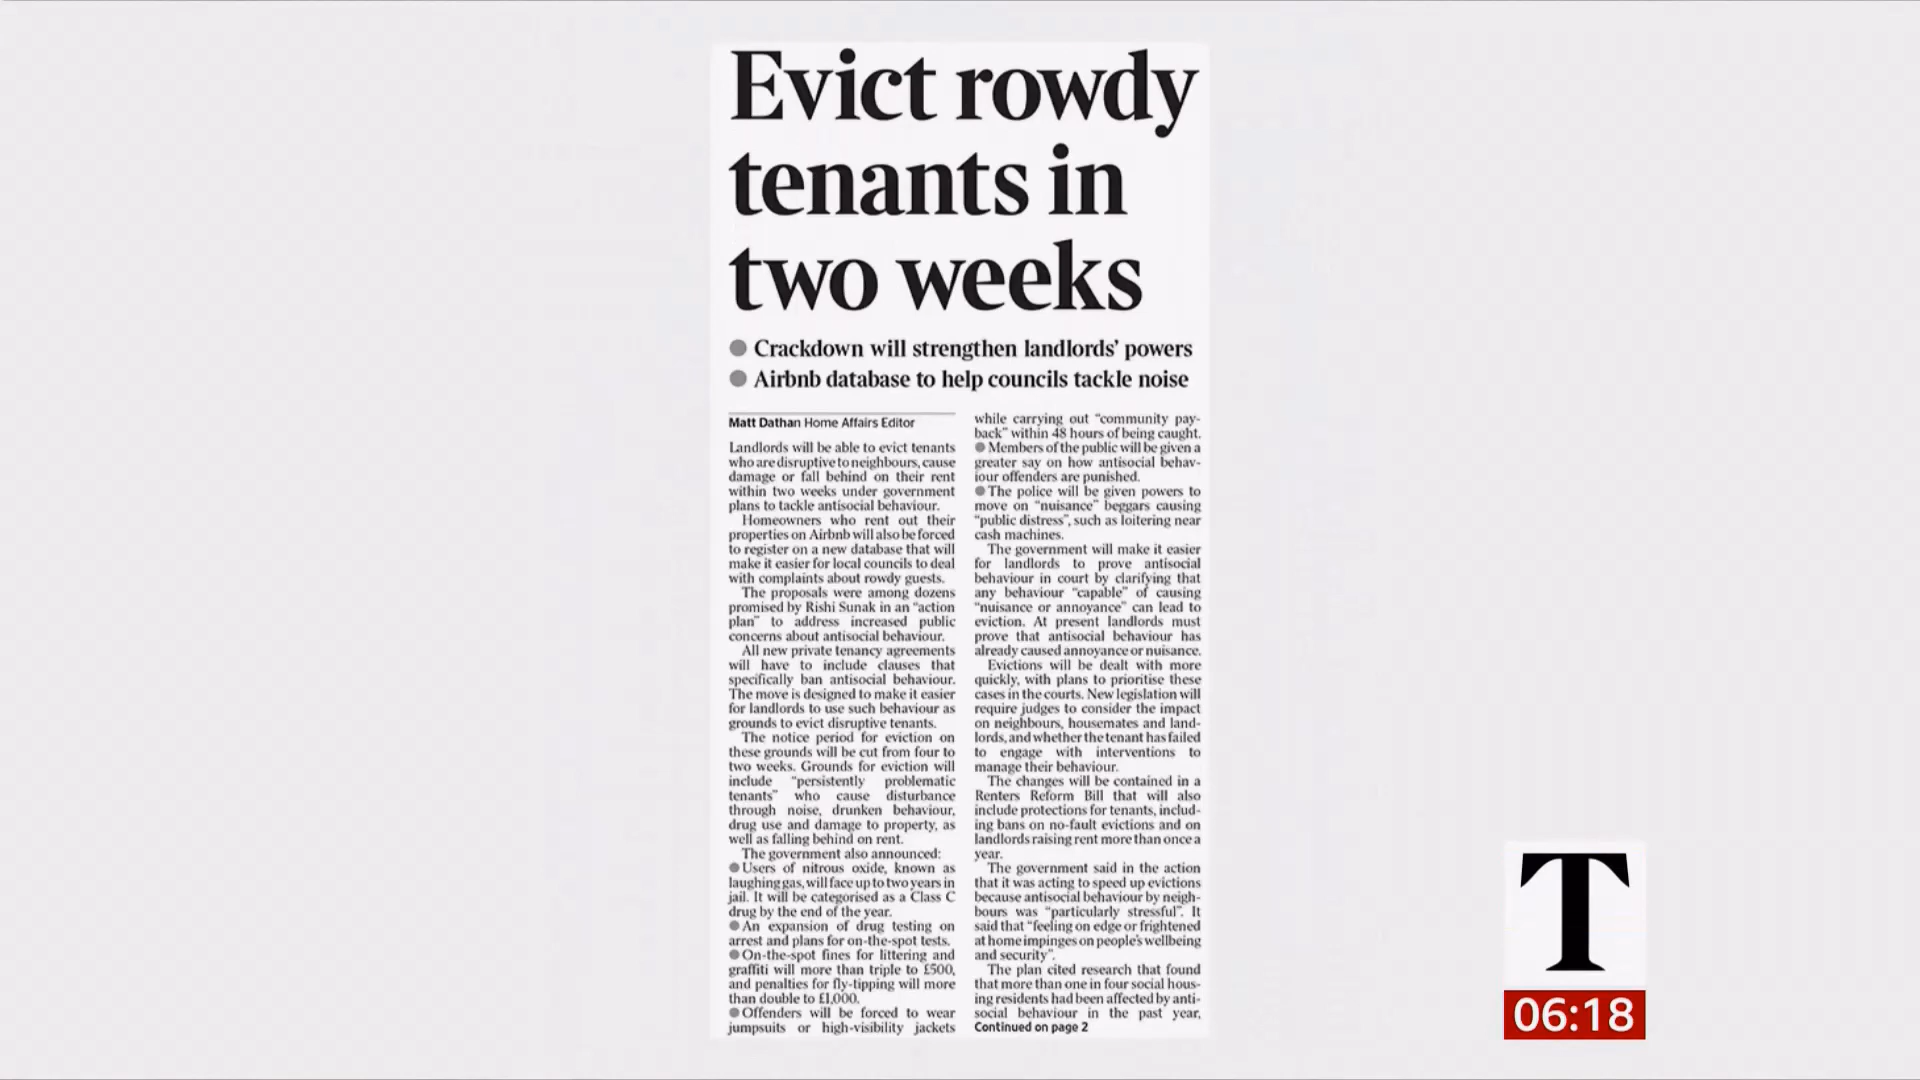 Evict rowdy
tenants in
two weeks
● Crackdown will strengthen landlords’ powers
● Airbnb database to help councils tackle noise
Matt Dathan Home Affairs Editor
Landlords will be able to evict tenants
who are disruptive to neighbours, cause
damage or fall behind on their rent
within two weeks under government
plans to tackle antisocial behaviour.
Homeowners who rent out their
properties on Airbnb will also be forced
to register on a new database that will
make it easier for local councils to deal
with complaints about rowdy guests.
The proposals were among dozens
promised by Rishi Sunak in an “action
plan” to address increased public
concerns about antisocial behaviour.
All new private tenancy agreements
will have to include clauses that
specifically ban antisocial behaviour.
The move is designed to make it easier
for landlords to use such behaviour as
grounds to evict disruptive tenants.
The notice period for eviction on
these grounds will be cut from four to
two weeks. Grounds for eviction will
include “persistently problematic
tenants” who cause disturbance
through noise, drunken behaviour,
drug use and damage to property, as
well as falling behind on rent.
The government also announced:
● Users of nitrous oxide, known as
laughing gas, will face up to two years in
jail. It will be categorised as a Class C
drug by the end of the year.
● An expansion of drug testing on
arrest and plans for on-the-spot tests.
● On-the-spot fines for littering and
graffiti will more than triple to £500,
and penalties for fly-tipping will more
than double to £1,000.
● Offenders will be forced to wear
jumpsuits or high-visibility jackets
while carrying out “community pay-
back” within 48 hours of being caught.
● Members of the public will be given a
greater say on how antisocial behav-
iour offenders are punished.
● The police will be given powers to
move on “nuisance” beggars causing
“public distress”, such as loitering near
cash machines.
The government will make it easier
for landlords to prove antisocial
behaviour in court by clarifying that
any behaviour “capable” of causing
“nuisance or annoyance” can lead to
eviction. At present landlords must
prove that antisocial behaviour has
already caused annoyance or nuisance.
Evictions will be dealt with more
quickly, with plans to prioritise these
cases in the courts. New legislation will
require judges to consider the impact
on neighbours, housemates and land-
lords, and whether the tenant has failed
to engage with interventions to
manage their behaviour.
The changes will be contained in a
Renters Reform Bill that will also
include protections for tenants, includ-
ing bans on no-fault evictions and on
landlords raising rent more than once a
year.
The government said in the action
that it was acting to speed up evictions
because antisocial behaviour by neigh-
bours was “particularly stressful”. It
said that “feeling on edge or frightened
at home impinges on people’s wellbeing
and security”.
The plan cited research that found
that more than one in four social hous-
ing residents had been affected by anti-
social behaviour in the past year,
Continued on page 2
T
06:18